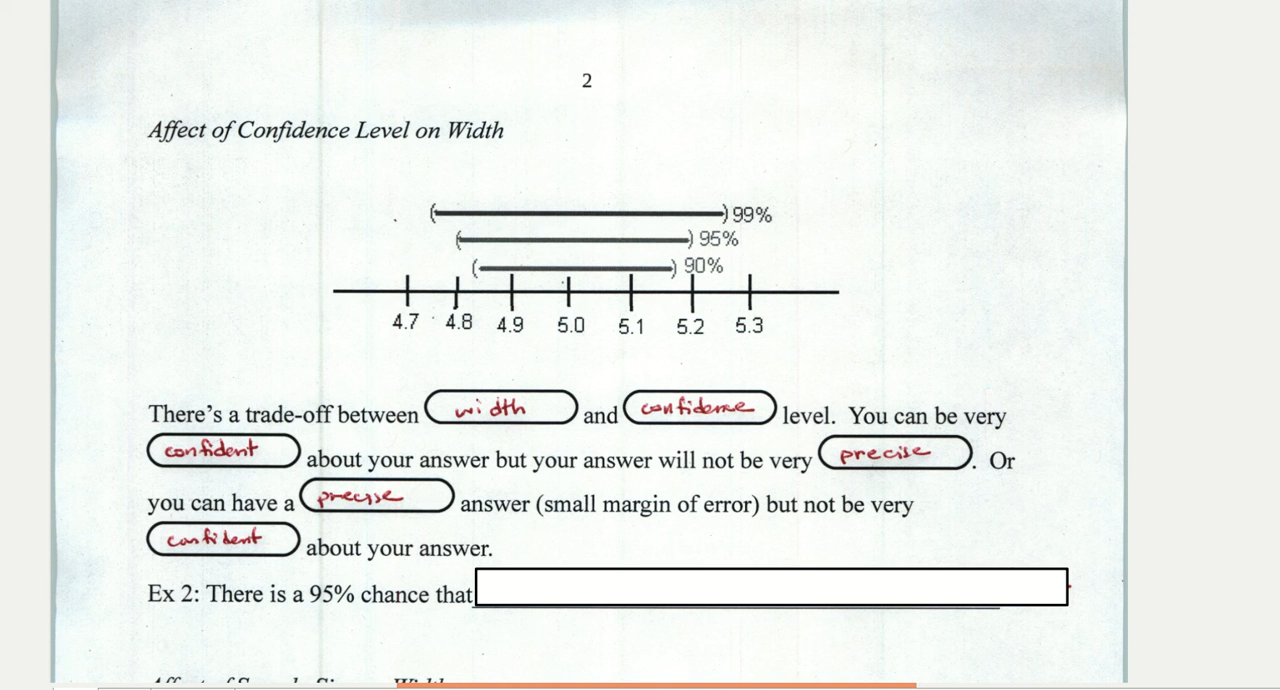 2
Affect of Confidence Level on Width
99%
95%
90%
4.7 4.8 4.9 5.0 5.1 5.2 5.3
There's a trade-off between width and confidence level. You can be very
confident about your answer but your answer will not be very precise. Or
you can have a precise answer (small margin of error) but not be very
confident about your answer.
Ex 2: There is a 95% chance that